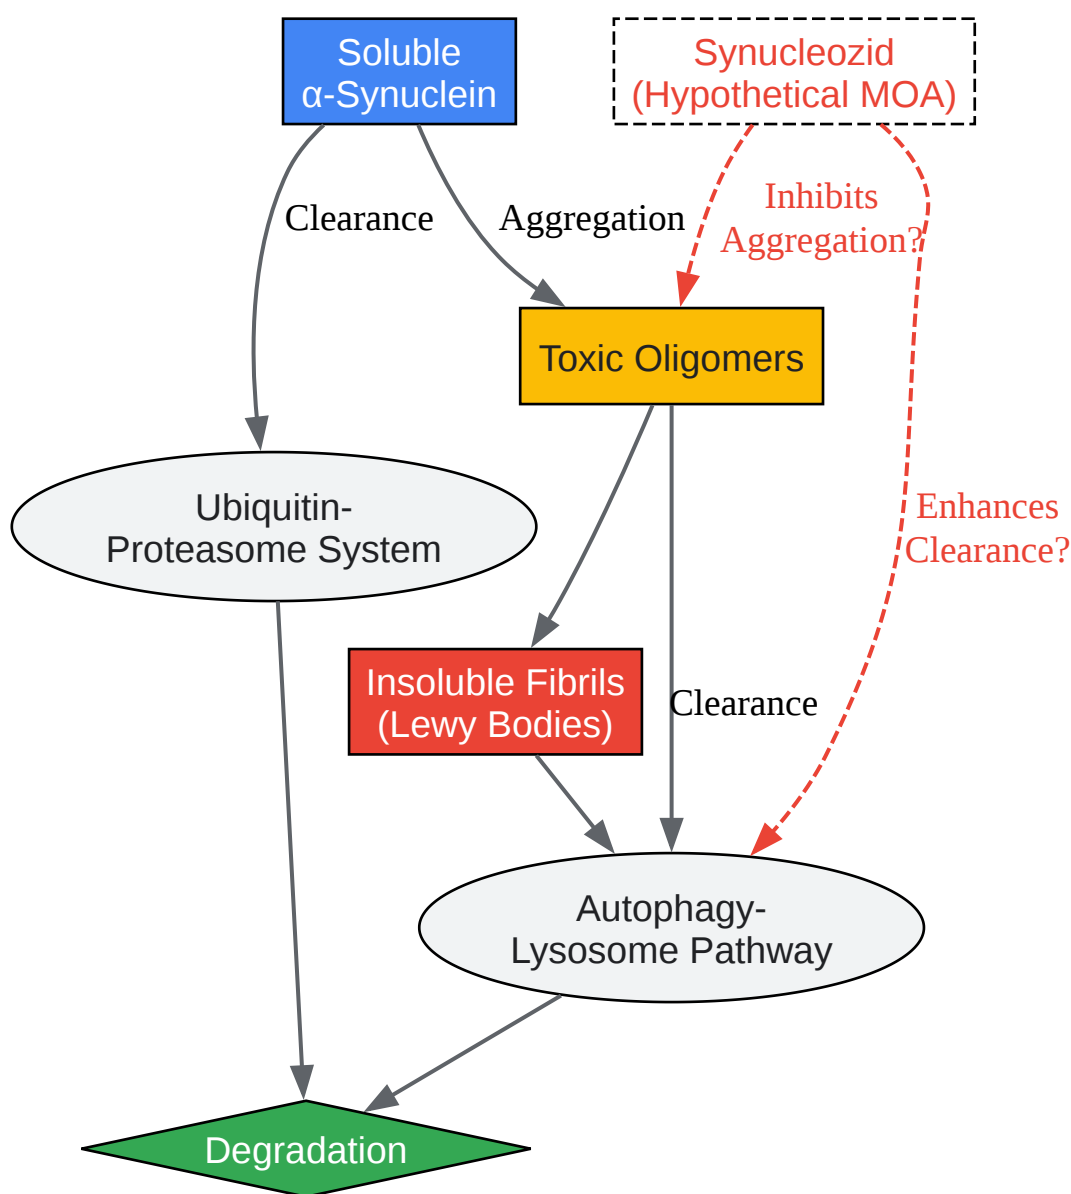 Soluble
α-Synuclein
Synucleozid
(Hypothetical MOA)
Clearance
Aggregation
Inhibits
Aggregation?
Toxic Oligomers
Ubiquitin-
Proteasome System
Enhances
Clearance?
Insoluble Fibrils
(Lewy Bodies)
Clearance
Autophagy-
Lysosome Pathway
Degradation